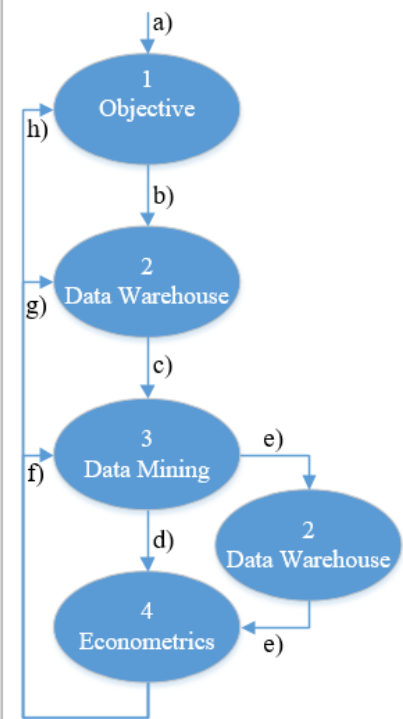 a)
1
Objective
h)
b)
2
Data Warehouse
g)
c)
3
Data Mining
e)
f)
d)
2
Data Warehouse
4
Econometrics
e)